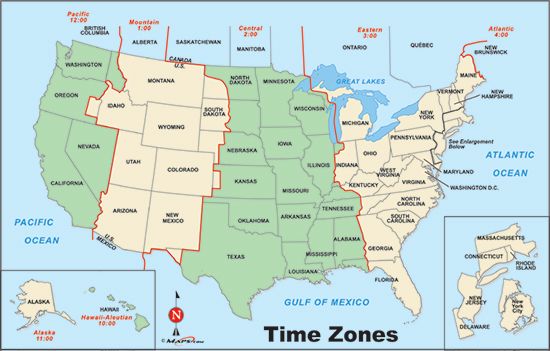 Pacific
12:00
Mountain
1:00
Central
2:00
Eastern
3:00
Atlantic
4:00
BRITISH
COLUMBIA
ALBERTA
SASKATCHEWAN
MANITOBA
ONTARIO
QUÉBEC
NEW
BRUNSWICK
CANADA
U.S.
WASHINGTON
MONTANA
NORTH
DAKOTA
MINNESOTA
GREAT LAKES
MAINE
VERMONT
NEW
HAMPSHIRE
OREGON
IDAHO
SOUTH
DAKOTA
WISCONSIN
MICHIGAN
NEW
YORK
WYOMING
PENNSYLVANIA
See Enlargement
Below
NEVADA
UTAH
COLORADO
NEBRASKA
IOWA
ILLINOIS
INDIANA
OHIO
WEST
VIRGINIA
VIRGINIA
MARYLAND
WASHINGTON D.C.
ATLANTIC
OCEAN
CALIFORNIA
KANSAS
MISSOURI
KENTUCKY
NORTH
CAROLINA
ARIZONA
NEW
MEXICO
OKLAHOMA
ARKANSAS
TENNESSEE
SOUTH
CAROLINA
PACIFIC
OCEAN
U.S.
MEXICO
TEXAS
LOUISIANA
MISSISSIPPI
ALABAMA
GEORGIA
FLORIDA
GULF OF MEXICO
ALASKA
Alaska
11:00
HAWAII
Hawaii-Aleutian
10:00
MASSACHUSETTS
CONNECTICUT
RHODE
ISLAND
NEW
JERSEY
New York
City
DELAWARE
N
MAPS.com
Time Zones